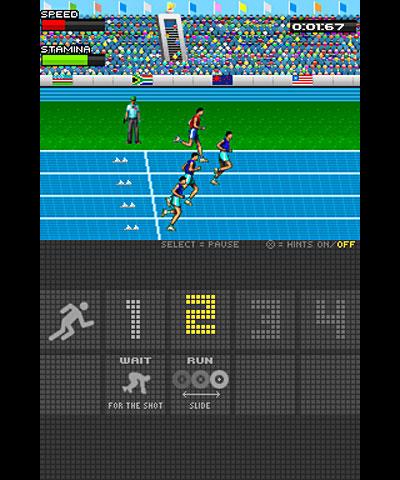 SPEED
0:01:67
STAMINA
SELECT = PAUSE ⓧ = HINTS ON/OFF
1 2 3 4
WAIT RUN
FOR THE SHOT SLIDE